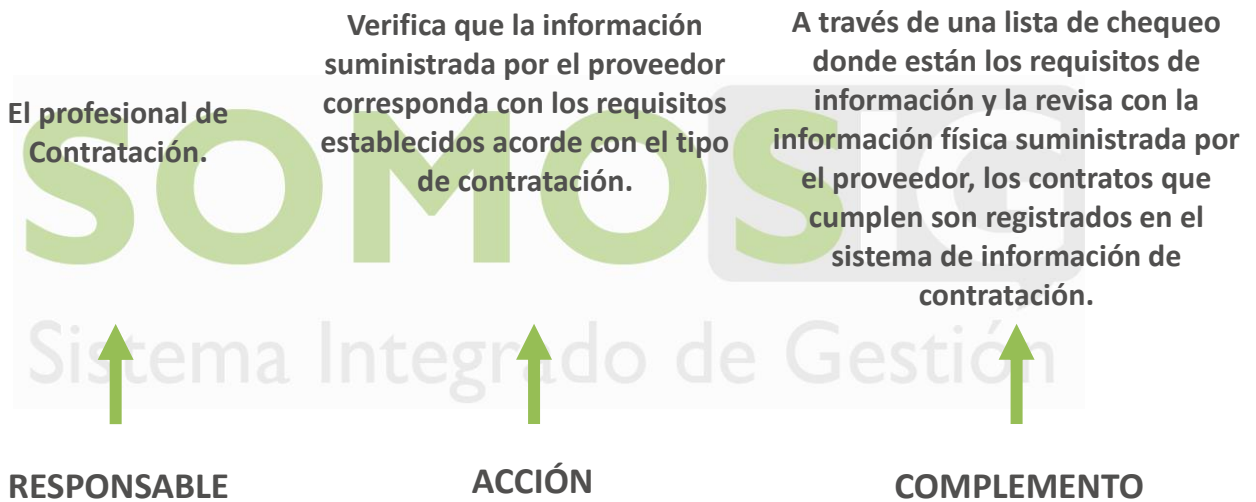 El profesional de
Contratación.
Verifica que la información
suministrada por el proveedor
corresponda con los requisitos
establecidos acorde con el tipo
de contratación.
A través de una lista de chequeo
donde están los requisitos de
información y la revisa con la
información física suministrada por
el proveedor, los contratos que
cumplen son registrados en el
sistema de información de
contratación.
SOMOSIG
Sistema Integrado de Gestión
RESPONSABLE
ACCIÓN
COMPLEMENTO